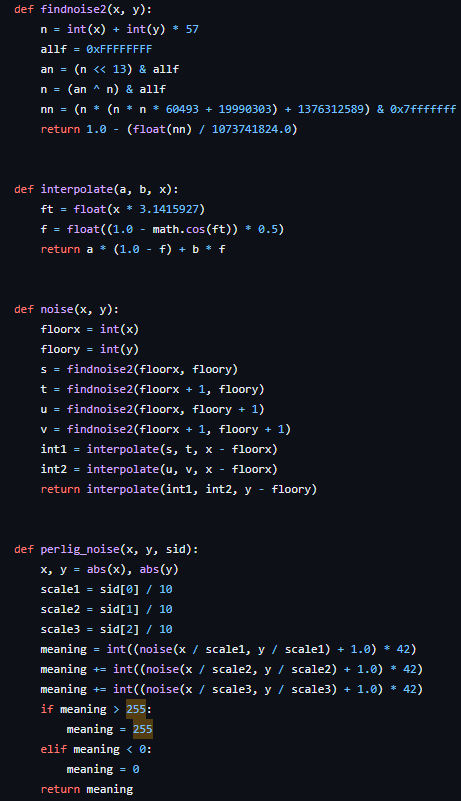 def findnoise2(x, y):
    n = int(x) + int(y) * 57
    allf = 0xFFFFFFFF
    an = (n << 13) & allf
    n = (an ^ n) & allf
    nn = (n * (n * n * 60493 + 19990303) + 1376312589) & 0x7fffffff
    return 1.0 - (float(nn) / 1073741824.0)


def interpolate(a, b, x):
    ft = float(x * 3.1415927)
    f = float((1.0 - math.cos(ft)) * 0.5)
    return a * (1.0 - f) + b * f


def noise(x, y):
    floorx = int(x)
    floory = int(y)
    s = findnoise2(floorx, floory)
    t = findnoise2(floorx + 1, floory)
    u = findnoise2(floorx, floory + 1)
    v = findnoise2(floorx + 1, floory + 1)
    int1 = interpolate(s, t, x - floorx)
    int2 = interpolate(u, v, x - floorx)
    return interpolate(int1, int2, y - floory)


def perlig_noise(x, y, sid):
    x, y = abs(x), abs(y)
    scale1 = sid[0] / 10
    scale2 = sid[1] / 10
    scale3 = sid[2] / 10
    meaning = int((noise(x / scale1, y / scale1) + 1.0) * 42)
    meaning += int((noise(x / scale2, y / scale2) + 1.0) * 42)
    meaning += int((noise(x / scale3, y / scale3) + 1.0) * 42)
    if meaning > 255:
        meaning = 255
    elif meaning < 0:
        meaning = 0
    return meaning